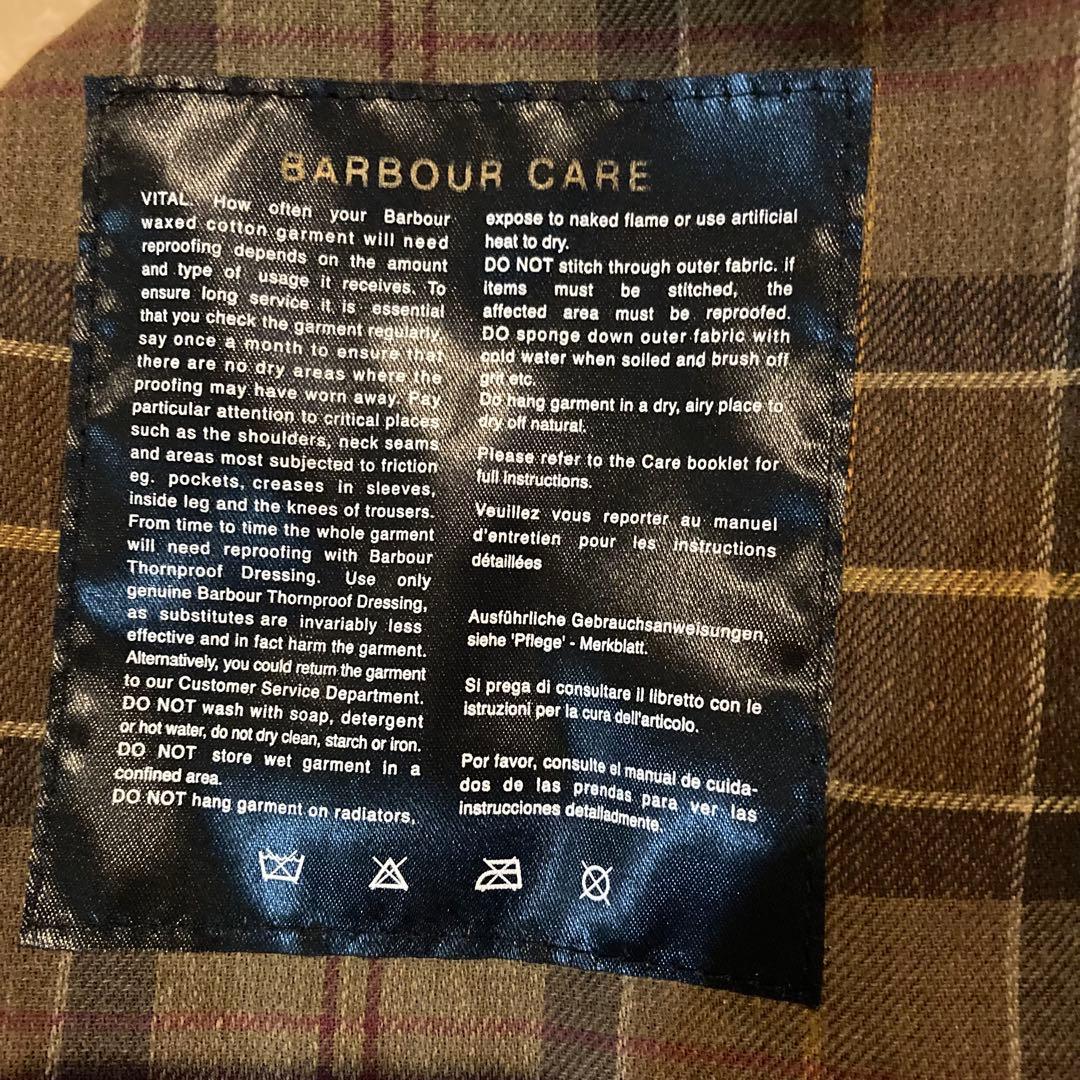 BARBOUR CARE
VITAL. How often your Barbour
waxed cotton garment will need
reproofing depends on the amount
and type of usage it receives. To
ensure long service it is essential
that you check the garment regularly,
say once a month to ensure that
there are no dry areas where the
proofing may have worn away. Pay
particular attention to critical places
such as the shoulders, neck seams
and areas most subjected to friction
eg. pockets, creases in sleeves,
inside leg and the knees of trousers.
From time to time the whole garment
will need reproofing with Barbour
Thornproof Dressing. Use only
genuine Barbour Thornproof Dressing,
as substitutes are invariably less
effective and in fact harm the garment.
Alternatively, you could return the garment
to our Customer Service Department.
DO NOT wash with soap, detergent
or hot water, do not dry clean, starch or iron.
DO NOT store wet garment in a
confined area.
DO NOT hang garment on radiators,
expose to naked flame or use artificial
heat to dry.
DO NOT stitch through outer fabric. if
items must be stitched, the
affected area must be reproofed.
DO sponge down outer fabric with
cold water when soiled and brush off
grit etc.
Do hang garment in a dry, airy place to
dry off natural.
Please refer to the Care booklet for
full instructions.
Veuillez vous reporter au manuel
d'entretien pour les instructions
détaillées
Ausführliche Gebrauchsanweisungen,
siehe 'Pflege' - Merkblatt.
Si prega di consultare il libretto con le
istruzioni per la cura dell'articolo.
Por favor, consulte el manual de cuida-
dos de las prendas para ver las
instrucciones detalladmente.